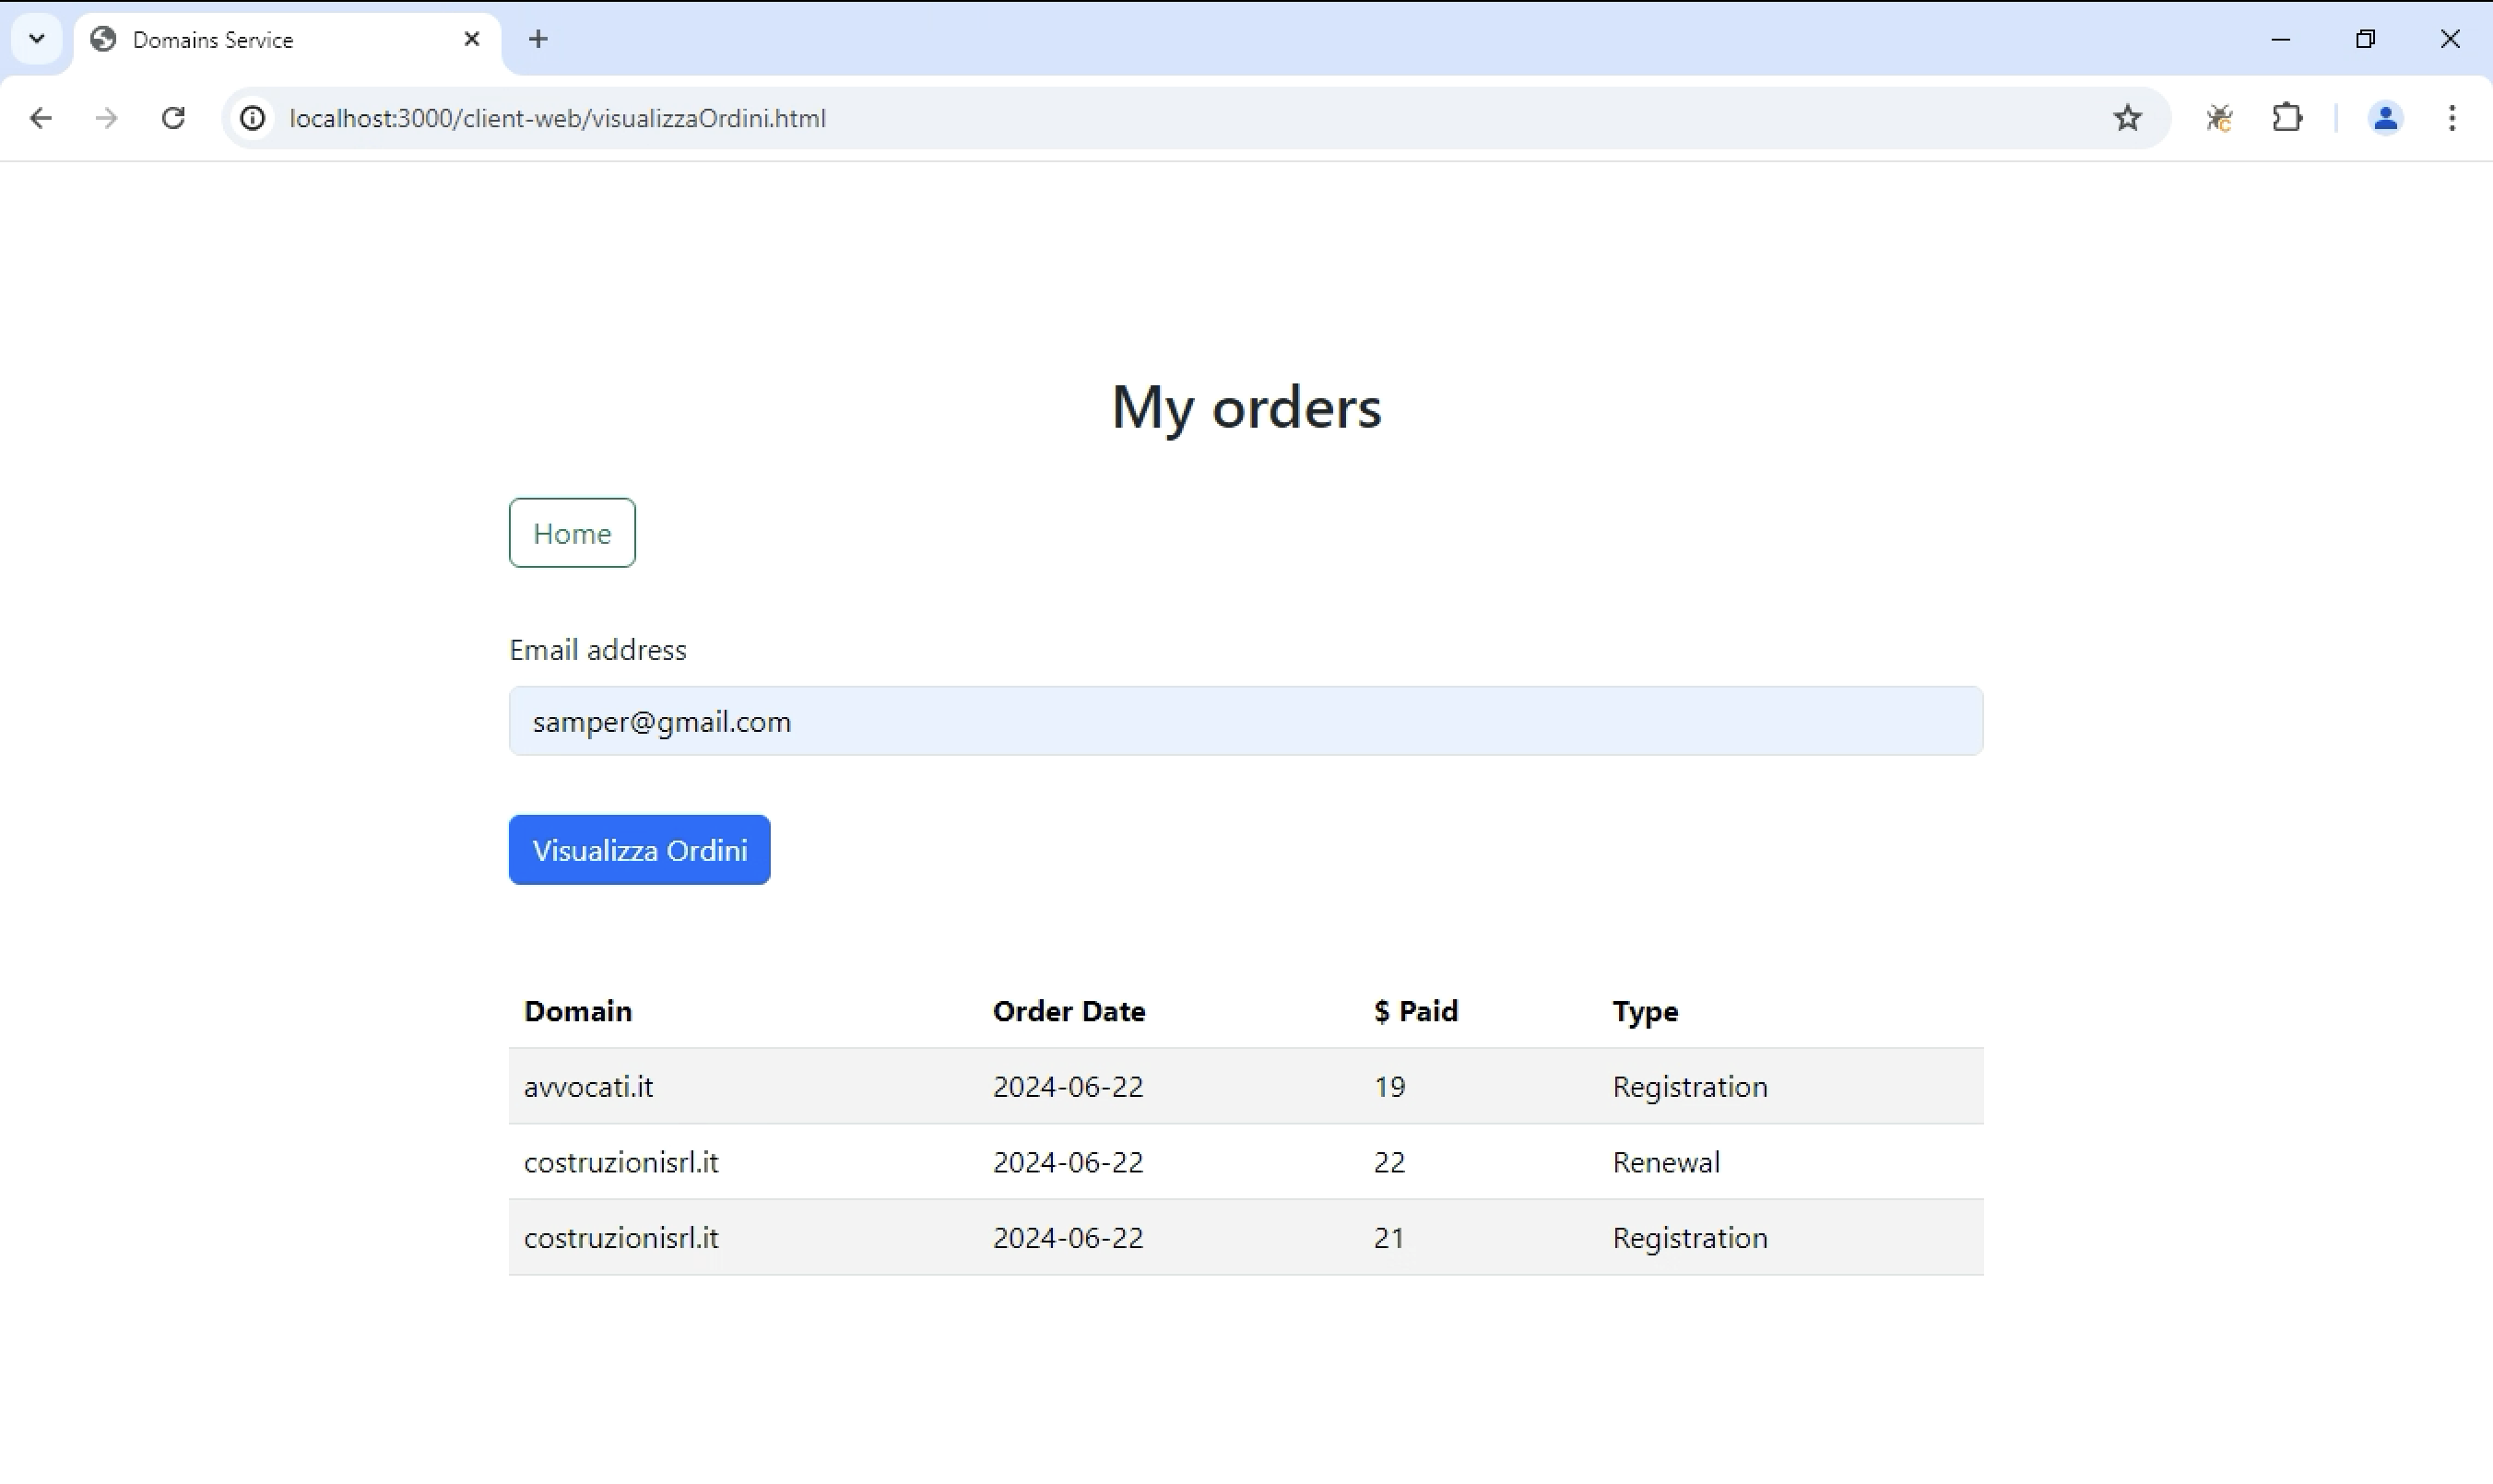 Domains Service
localhost:3000/client-web/visualizzaOrdini.html
My orders
Home
Email address
samper@gmail.com
Visualizza Ordini
Domain Order Date $ Paid Type
avvocati.it 2024-06-22 19 Registration
costruzionisrl.it 2024-06-22 22 Renewal
costruzionisrl.it 2024-06-22 21 Registration